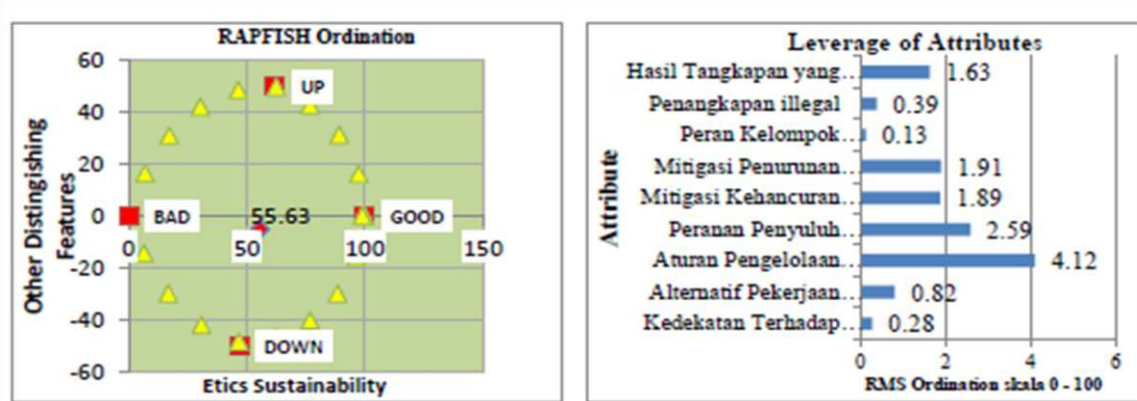 RAPFISH Ordination
Other Distingishing
Features
60
40
20
0
-20
-40
-60
UP
BAD
55.63
GOOD
0
50
100
150
DOWN
Etics Sustainability
Leverage of Attributes
Attribute
Hasil Tangkapan yang.. 1.63
Penangkapan illegal 0.39
Peran Kelompok 0.13
Mitigasi Penurunan.. 1.91
Mitigasi Kehancuran.. 1.89
Peranan Penyuluh.. 2.59
Aturan Pengelolaan.. 4.12
Alternatif Pekerjaan.. 0.82
Kedekatan Terhadap.. 0.28
0 2 4 6
RMS Ordination skala 0 - 100